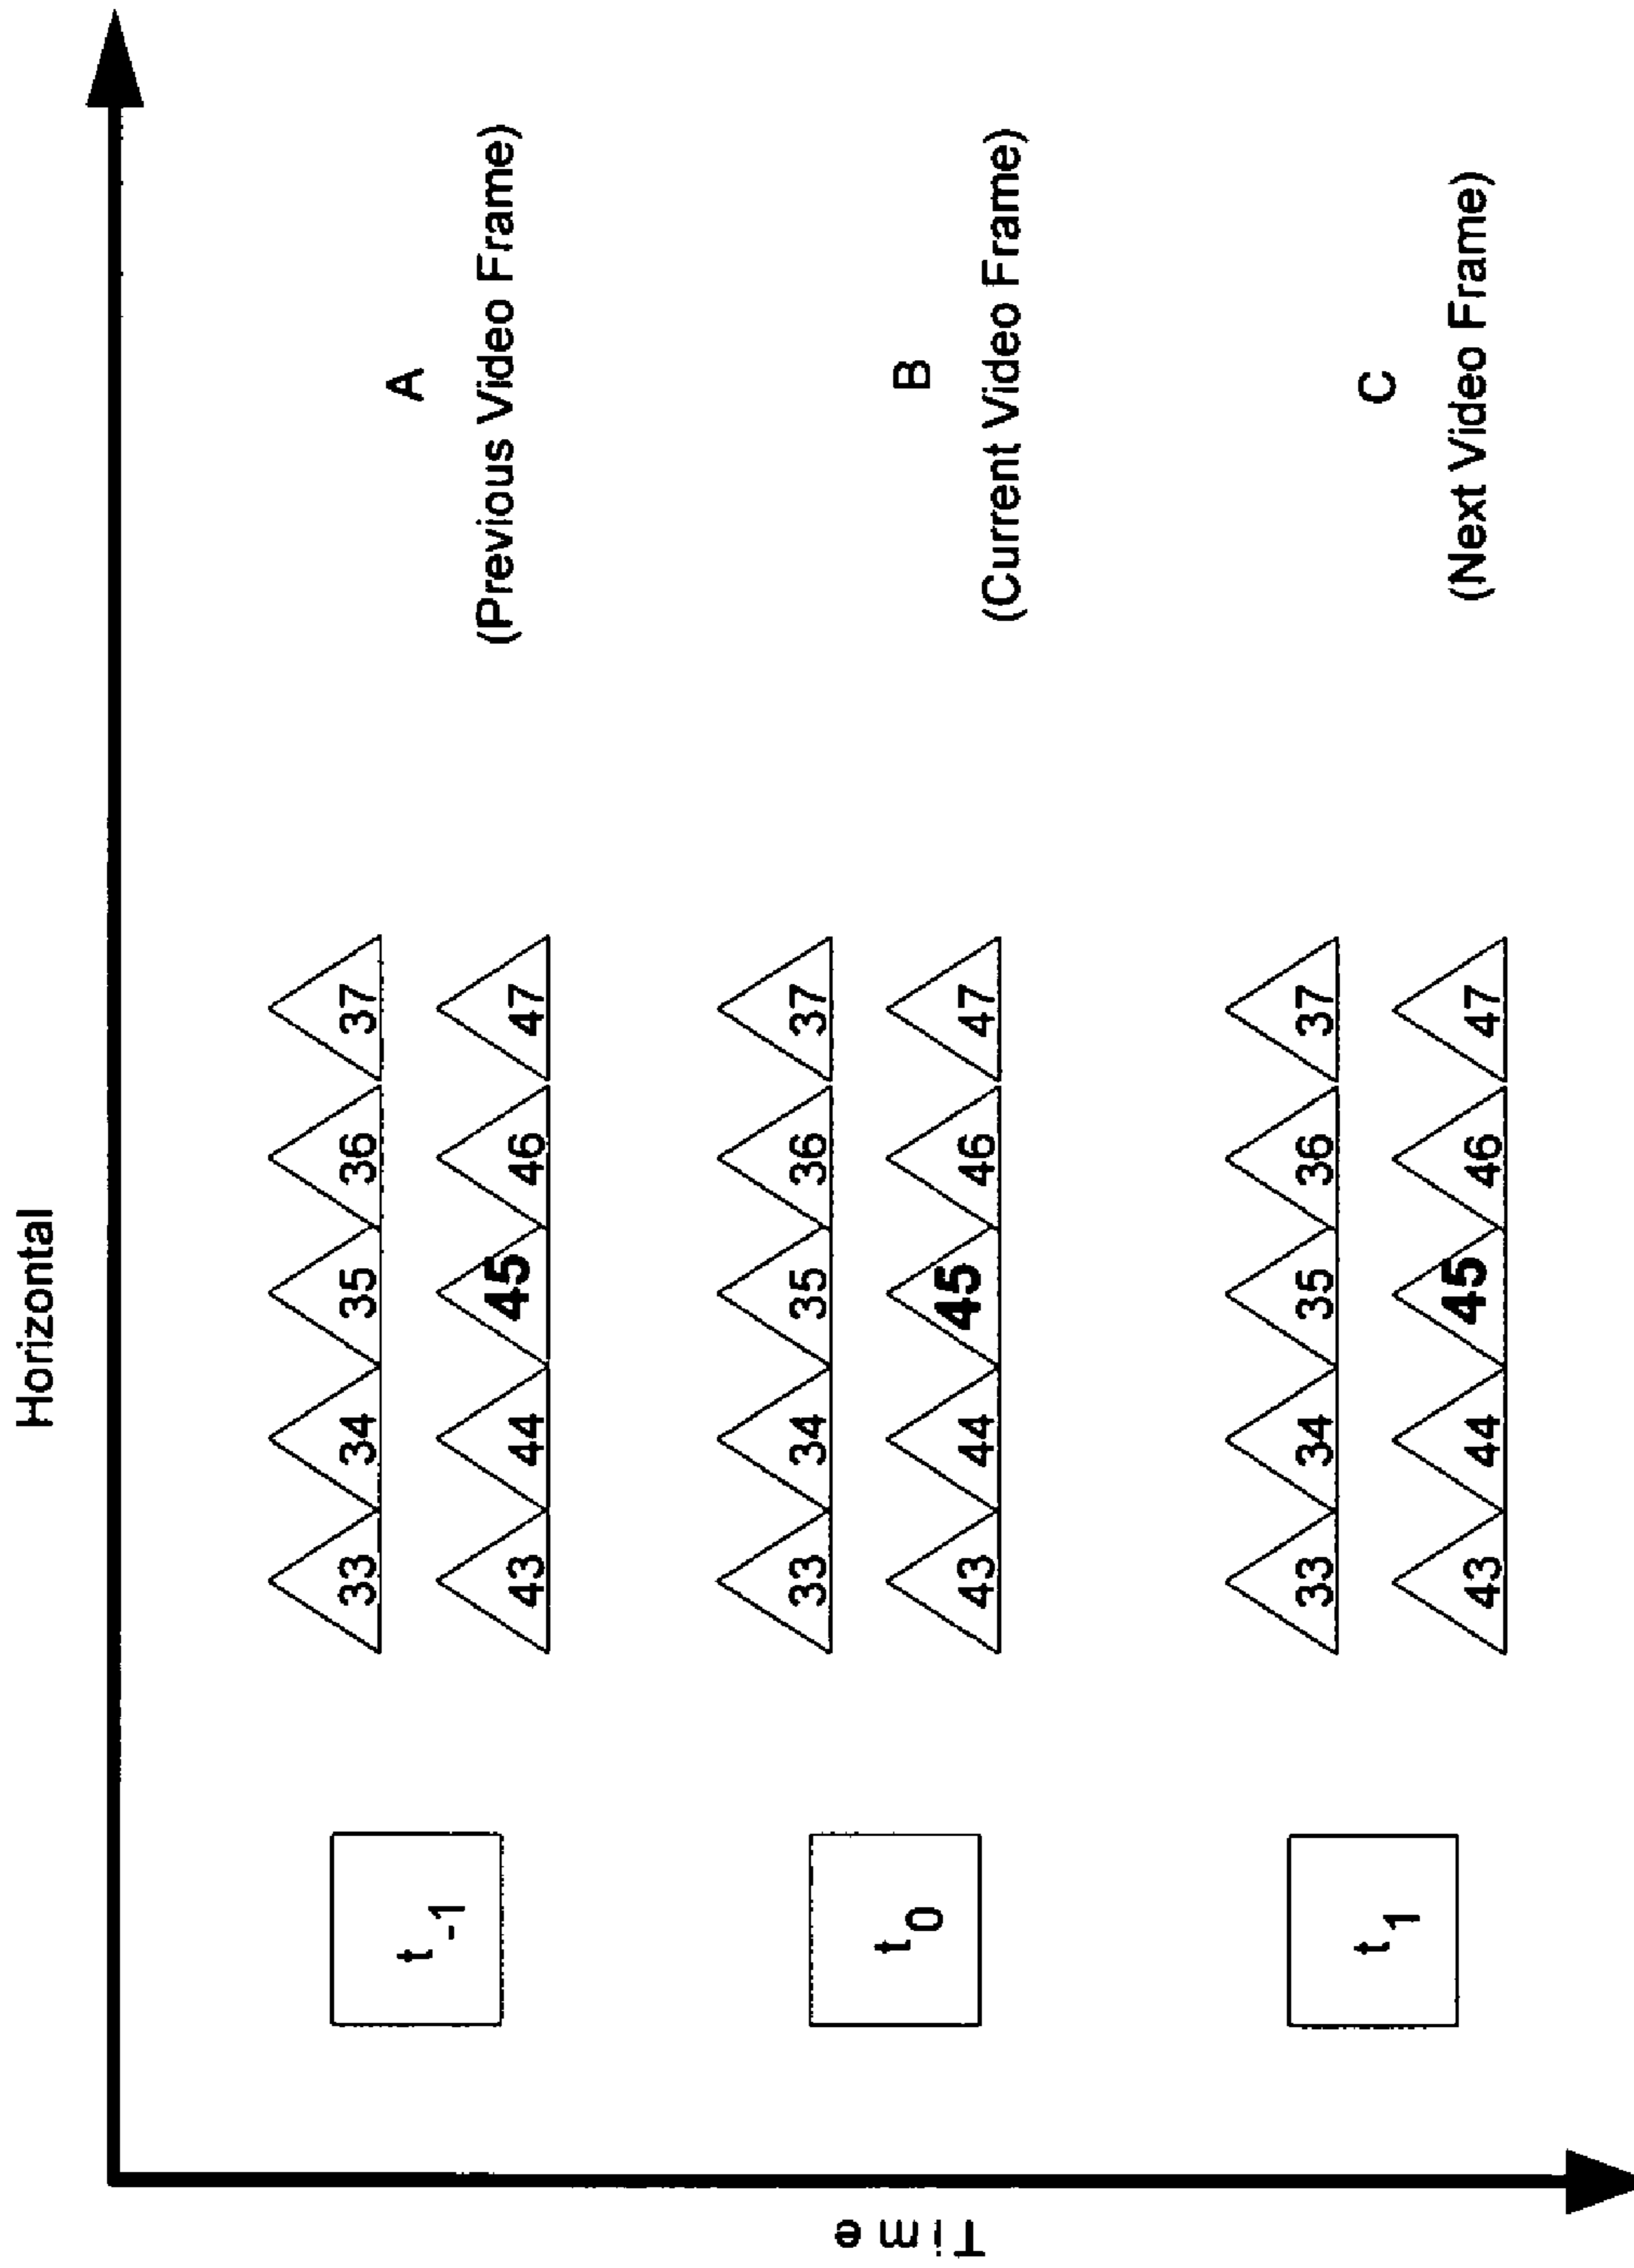 Horizontal
Time
t-1
33 34 35 36 37
43 44 45 46 47
A
(Previous Video Frame)
t0
33 34 35 36 37
43 44 45 46 47
B
(Current Video Frame)
t1
33 34 35 36 37
43 44 45 46 47
C
(Next Video Frame)